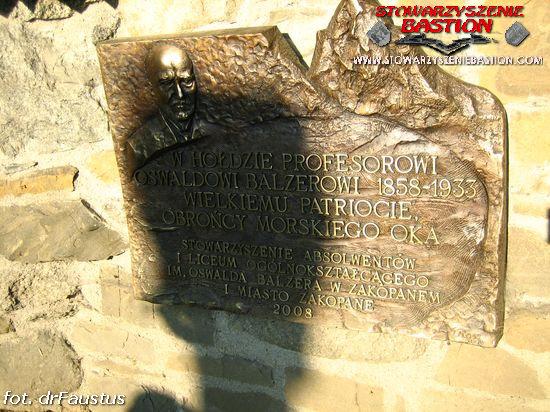 STOWARZYSZENIE
BASTION
WWW.STOWARZYSZENIEBASTION.COM
W HOŁDZIE PROFESOROWI
OSWALDOWI BALZEROWI 1858-1933
WIELKIEMU PATRIOCIE,
OBROŃCY MORSKIEGO OKA
STOWARZYSZENIE ABSOLWENTÓW
I LICEUM OGÓLNOKSZTAŁCĄCEGO
IM. OSWALDA BALZERA W ZAKOPANEM
I MIASTO ZAKOPANE
2008
fot. drFaustus